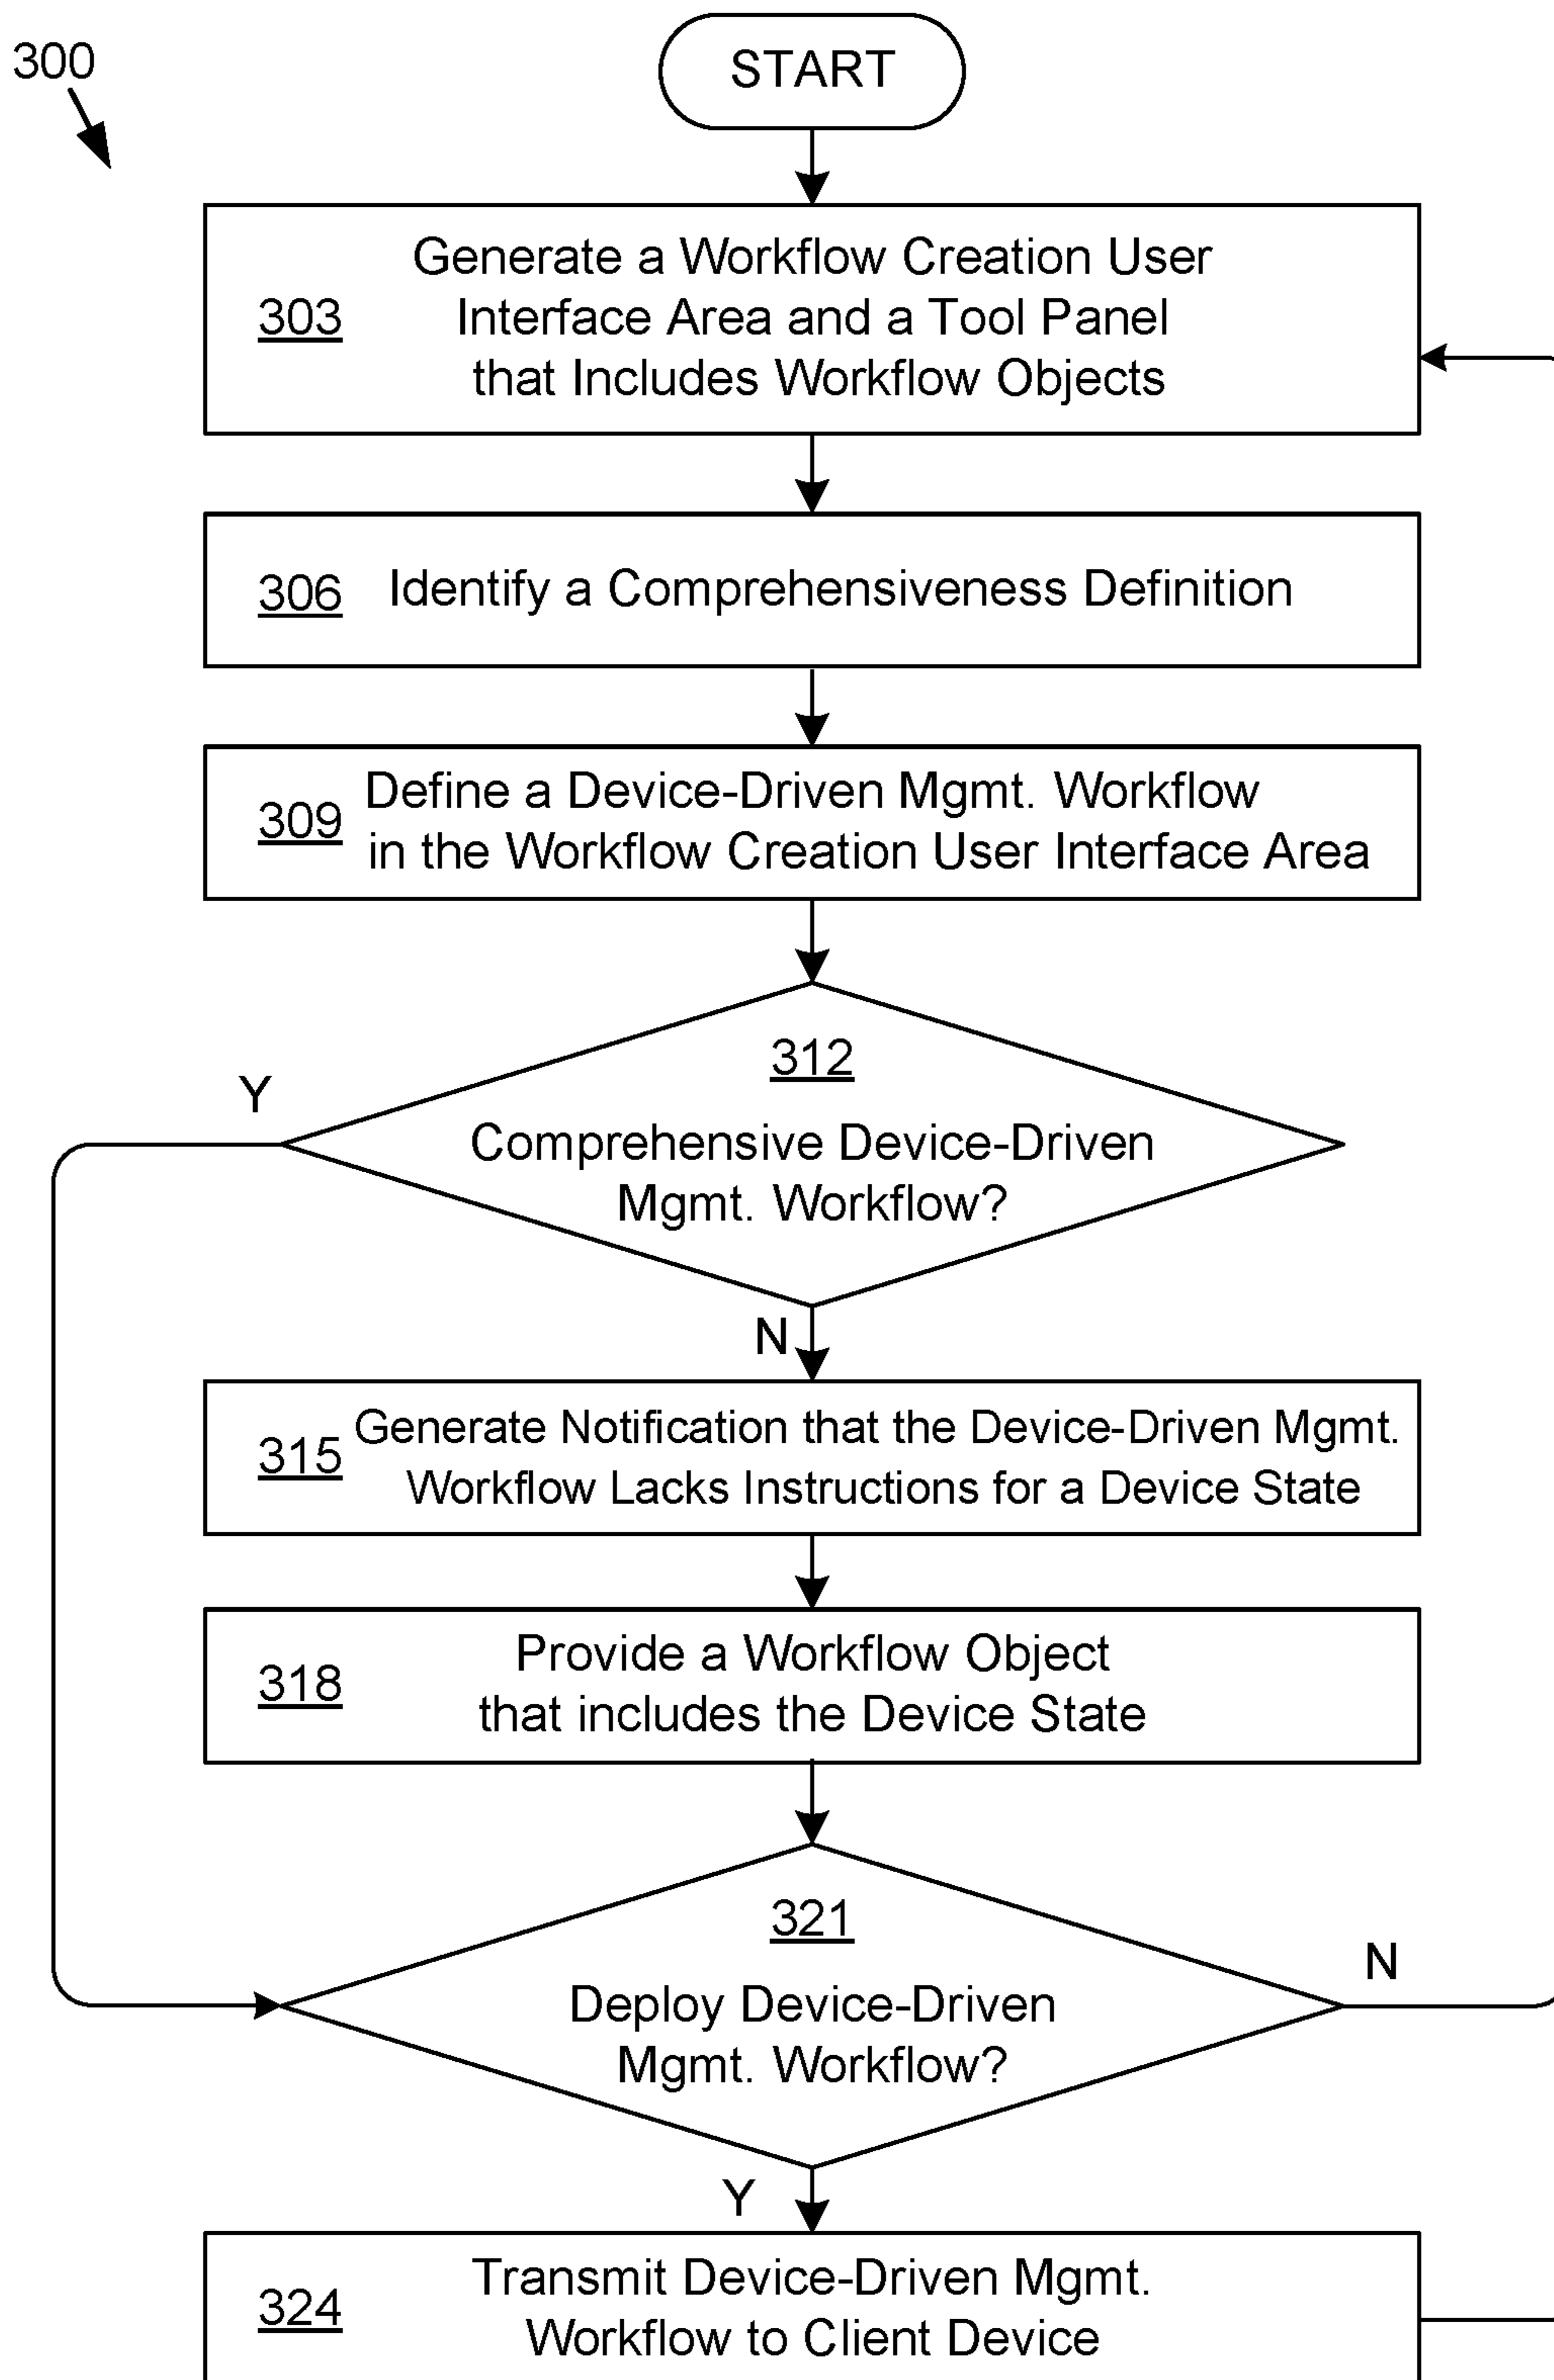 300
START
303
Generate a Workflow Creation User
Interface Area and a Tool Panel
that Includes Workflow Objects
306
Identify a Comprehensiveness Definition
309
Define a Device-Driven Mgmt. Workflow
in the Workflow Creation User Interface Area
312
Comprehensive Device-Driven
Mgmt. Workflow?
Y
N
315
Generate Notification that the Device-Driven Mgmt.
Workflow Lacks Instructions for a Device State
318
Provide a Workflow Object
that includes the Device State
321
Deploy Device-Driven
Mgmt. Workflow?
N
Y
324
Transmit Device-Driven Mgmt.
Workflow to Client Device